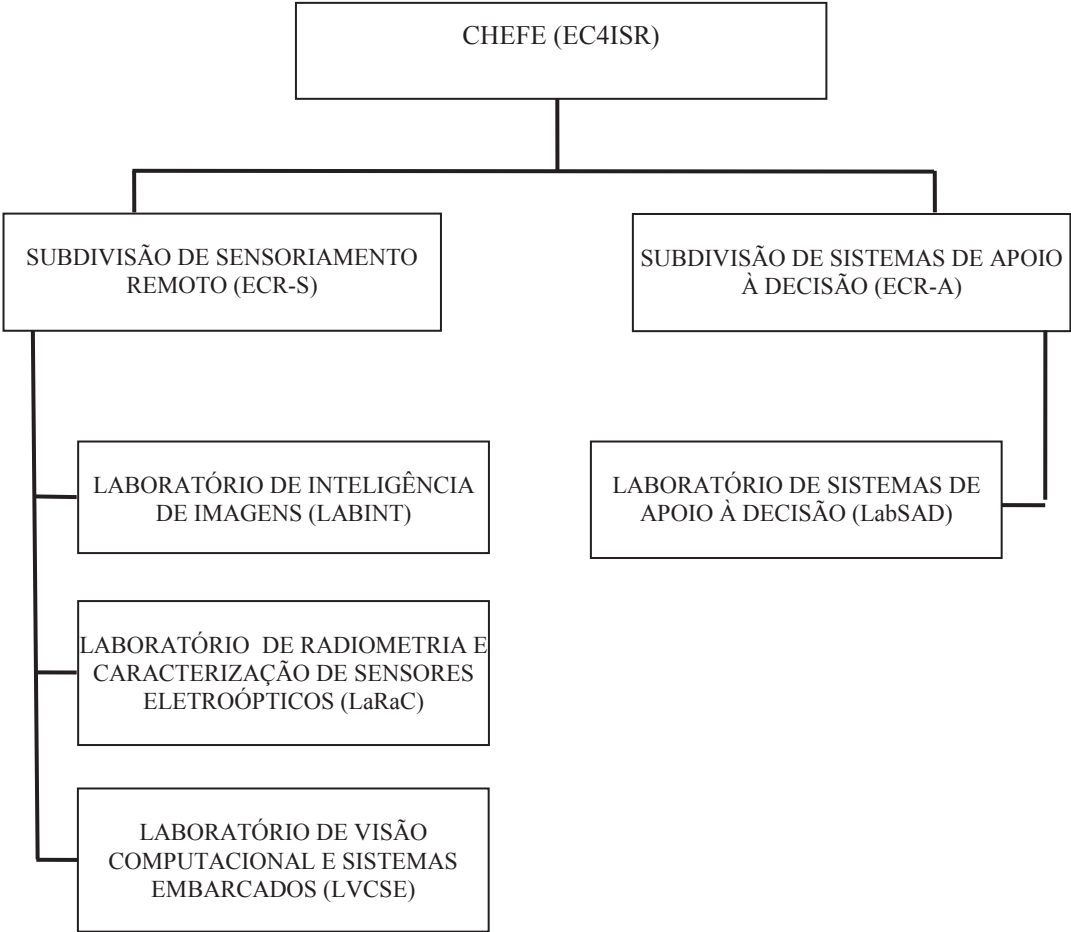 CHEFE (EC4ISR)
SUBDIVISÃO DE SENSORIAMENTO
REMOTO (ECR-S)
SUBDIVISÃO DE SISTEMAS DE APOIO
À DECISÃO (ECR-A)
LABORATÓRIO DE INTELIGÊNCIA
DE IMAGENS (LABINT)
LABORATÓRIO DE SISTEMAS DE
APOIO À DECISÃO (LabSAD)
LABORATÓRIO DE RADIOMETRIA E
CARACTERIZAÇÃO DE SENSORES
ELETROÓPTICOS (LaRaC)
LABORATÓRIO DE VISÃO
COMPUTACIONAL E SISTEMAS
EMBARCADOS (LVCSE)